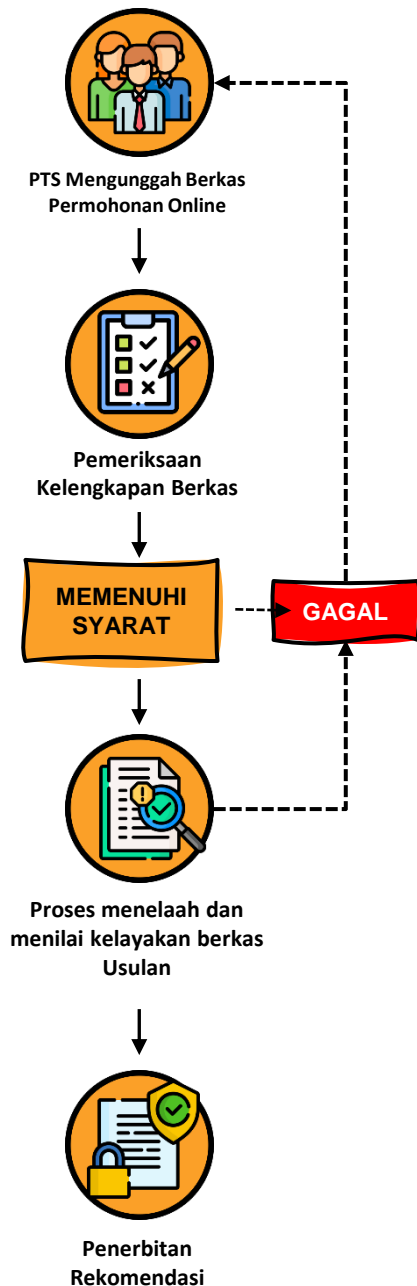 PTS Mengunggah Berkas
Permohonan Online
Pemeriksaan
Kelengkapan Berkas
MEMENUHI
SYARAT
GAGAL
Proses menelaah dan
menilai kelayakan berkas
Usulan
Penerbitan
Rekomendasi